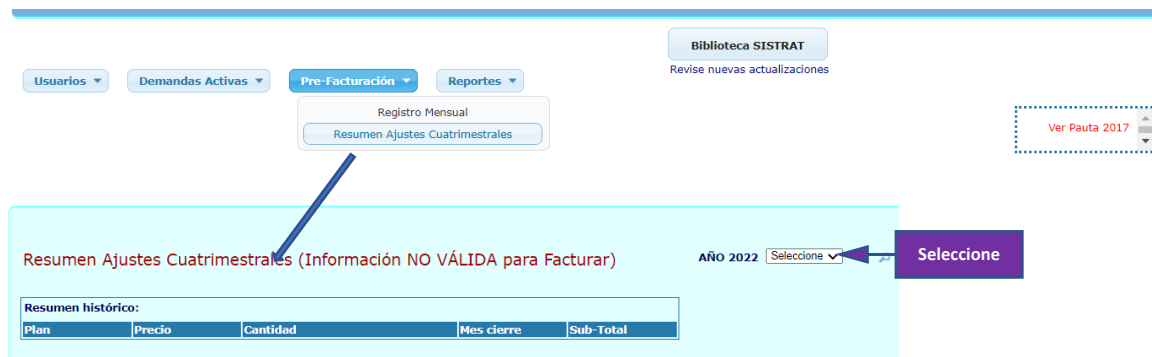 Biblioteca SISTRAT
Revise nuevas actualizaciones
Usuarios
Demandas Activas
Pre-Facturación
Reportes
Registro Mensual
Resumen Ajustes Cuatrimestrales
Ver Pauta 2017
Resumen Ajustes Cuatrimestrales (Información NO VÁLIDA para Facturar)
AÑO 2022
Seleccione
Seleccione
Resumen histórico:
Plan Precio Cantidad Mes cierre Sub-Total